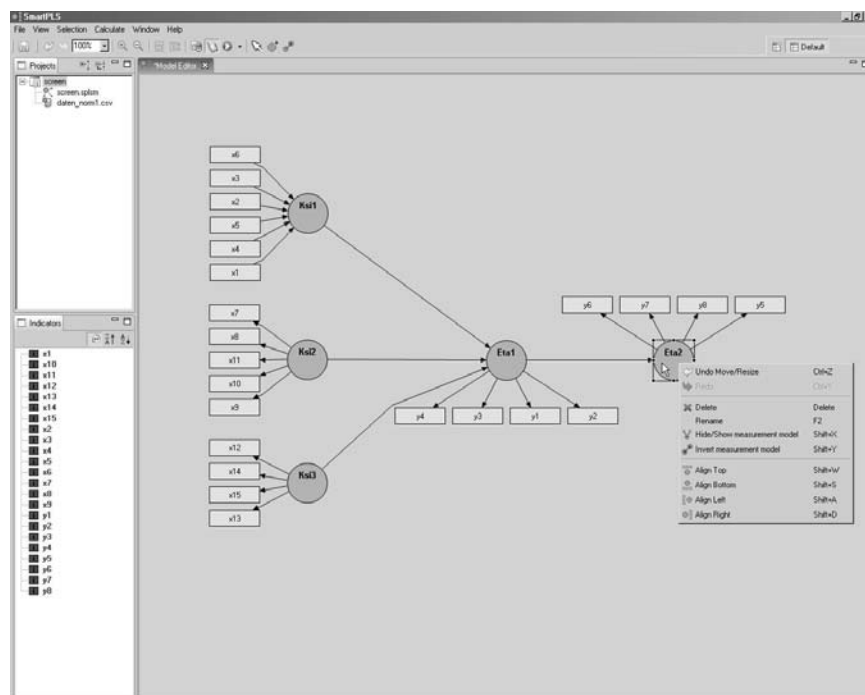 SmartPLS
File View Selection Calculate Window Help
100%
Default
Projects
*Model Editor
screen
screen.splsm
daten_norm1.csv
x6
x3
x2
x5
x4
x1
Ksi1
x7
x8
x11
x10
x9
Ksi2
x12
x14
x15
x13
Ksi3
Eta1
y4
y3
y1
y2
y6
y7
y8
y5
Eta2
Undo Move/Resize Ctrl+Z
Redo Ctrl+Y
Delete Delete
Rename F2
Hide/Show measurement model Shift+X
Invert measurement model Shift+Y
Align Top Shift+W
Align Bottom Shift+S
Align Left Shift+A
Align Right Shift+D
Indicators
x1
x10
x11
x12
x13
x14
x15
x2
x3
x4
x5
x6
x7
x8
x9
y1
y2
y3
y4
y5
y6
y7
y8